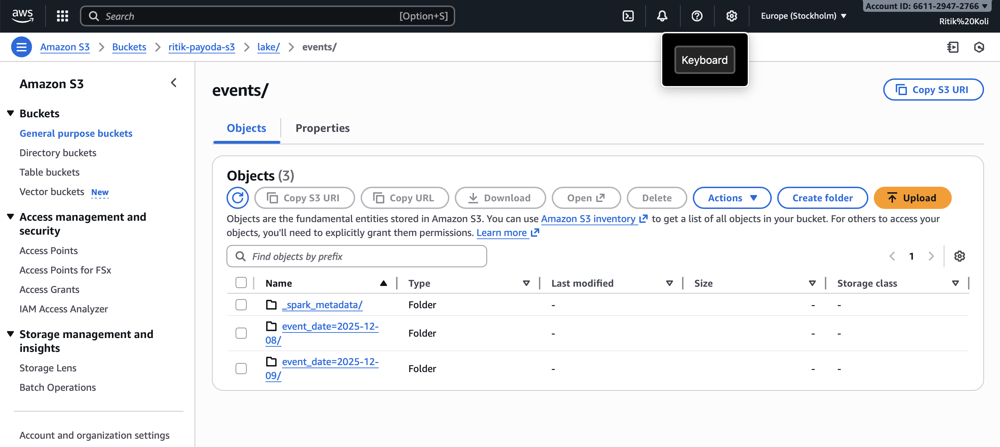 aws
Search
[Option+S]
Europe (Stockholm)
Account ID: 6611-2947-2766
Ritik%20Koli
Amazon S3
Buckets
ritik-payoda-s3
lake/
events/
Keyboard
Amazon S3
Buckets
General purpose buckets
Directory buckets
Table buckets
Vector buckets New
Access management and
security
Access Points
Access Points for FSx
Access Grants
IAM Access Analyzer
Storage management and
insights
Storage Lens
Batch Operations
Account and organization settings
events/
Copy S3 URI
Objects
Properties
Objects (3)
Copy S3 URI
Copy URL
Download
Open
Delete
Actions
Create folder
Upload
Objects are the fundamental entities stored in Amazon S3. You can use Amazon S3 inventory to get a list of all objects in your bucket. For others to access your
objects, you'll need to explicitly grant them permissions. Learn more
Find objects by prefix
1
Name Type Last modified Size Storage class
_spark_metadata/ Folder - - -
event_date=2025-12-
08/ Folder - - -
event_date=2025-12-
09/ Folder - - -